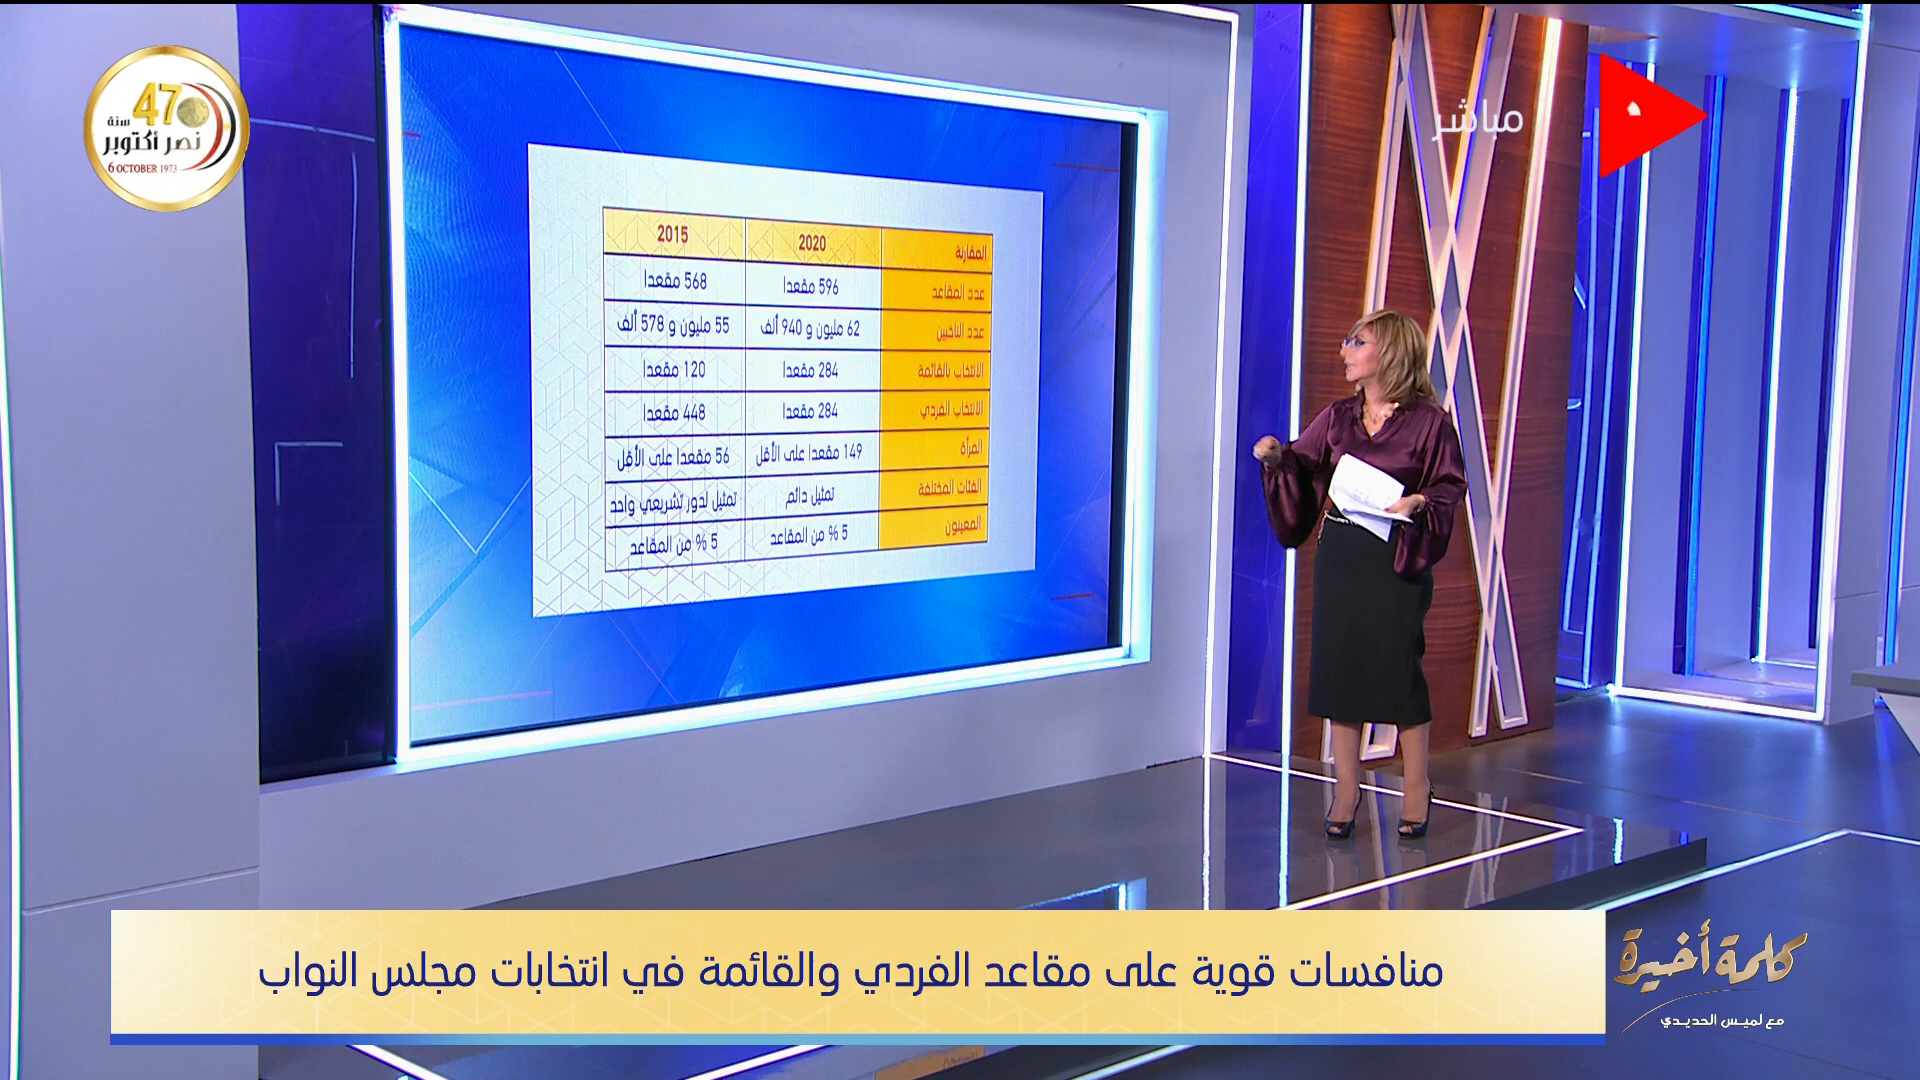 47
سنة
نصر أكتوبر
6 OCTOBER 1973
مباشر
المقارنة 2020 2015
عدد المقاعد 596 مقعدا 568 مقعدا
عدد الناخبين 62 مليون و 940 ألف 55 مليون و 578 ألف
الانتخاب بالقائمة 284 مقعدا 120 مقعدا
الانتخاب الفردي 284 مقعدا 448 مقعدا
المرأة 149 مقعدا على الأقل 56 مقعدا على الأقل
الفئات المختلفة تمثيل دائم تمثيل لدور تشريعي واحد
المعينون 5 % من المقاعد 5 % من المقاعد
منافسات قوية على مقاعد الفردي والقائمة في انتخابات مجلس النواب
كلمة أخيرة
مع لميس الحديدي